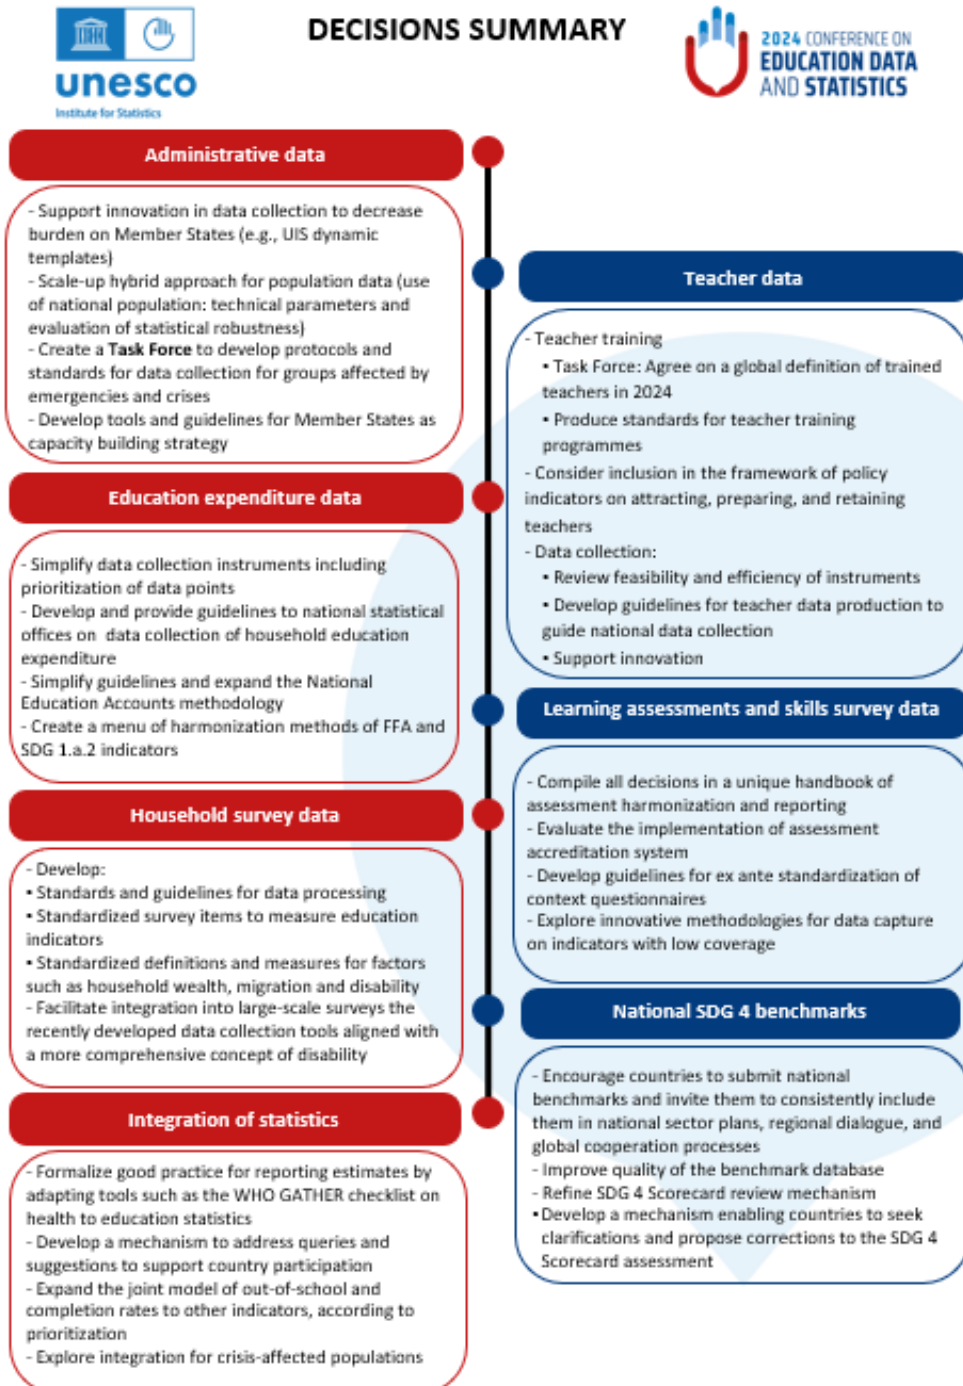 DECISIONS SUMMARY
unesco
Institute for Statistics
2024 CONFERENCE ON
EDUCATION DATA
AND STATISTICS
Administrative data
- Support innovation in data collection to decrease
burden on Member States (e.g., UIS dynamic
templates)
- Scale-up hybrid approach for population data (use
of national population: technical parameters and
evaluation of statistical robustness)
- Create a Task Force to develop protocols and
standards for data collection for groups affected by
emergencies and crises
- Develop tools and guidelines for Member States as
capacity building strategy
Teacher data
- Teacher training
▪ Task Force: Agree on a global definition of trained
teachers in 2024
▪ Produce standards for teacher training
programmes
- Consider inclusion in the framework of policy
indicators on attracting, preparing, and retaining
teachers
- Data collection:
▪ Review feasibility and efficiency of instruments
▪ Develop guidelines for teacher data production to
guide national data collection
▪ Support innovation
Education expenditure data
- Simplify data collection instruments including
prioritization of data points
- Develop and provide guidelines to national statistical
offices on data collection of household education
expenditure
- Simplify guidelines and expand the National
Education Accounts methodology
- Create a menu of harmonization methods of FFA and
SDG 1.a.2 indicators
Learning assessments and skills survey data
- Compile all decisions in a unique handbook of
assessment harmonization and reporting
- Evaluate the implementation of assessment
accreditation system
- Develop guidelines for ex ante standardization of
context questionnaires
- Explore innovative methodologies for data capture
on indicators with low coverage
Household survey data
- Develop:
▪ Standards and guidelines for data processing
▪ Standardized survey items to measure education
indicators
▪ Standardized definitions and measures for factors
such as household wealth, migration and disability
- Facilitate integration into large-scale surveys the
recently developed data collection tools aligned with
a more comprehensive concept of disability
National SDG 4 benchmarks
- Encourage countries to submit national
benchmarks and invite them to consistently include
them in national sector plans, regional dialogue, and
global cooperation processes
- Improve quality of the benchmark database
- Refine SDG 4 Scorecard review mechanism
▪ Develop a mechanism enabling countries to seek
clarifications and propose corrections to the SDG 4
Scorecard assessment
Integration of statistics
- Formalize good practice for reporting estimates by
adapting tools such as the WHO GATHER checklist on
health to education statistics
- Develop a mechanism to address queries and
suggestions to support country participation
- Expand the joint model of out-of-school and
completion rates to other indicators, according to
prioritization
- Explore integration for crisis-affected populations